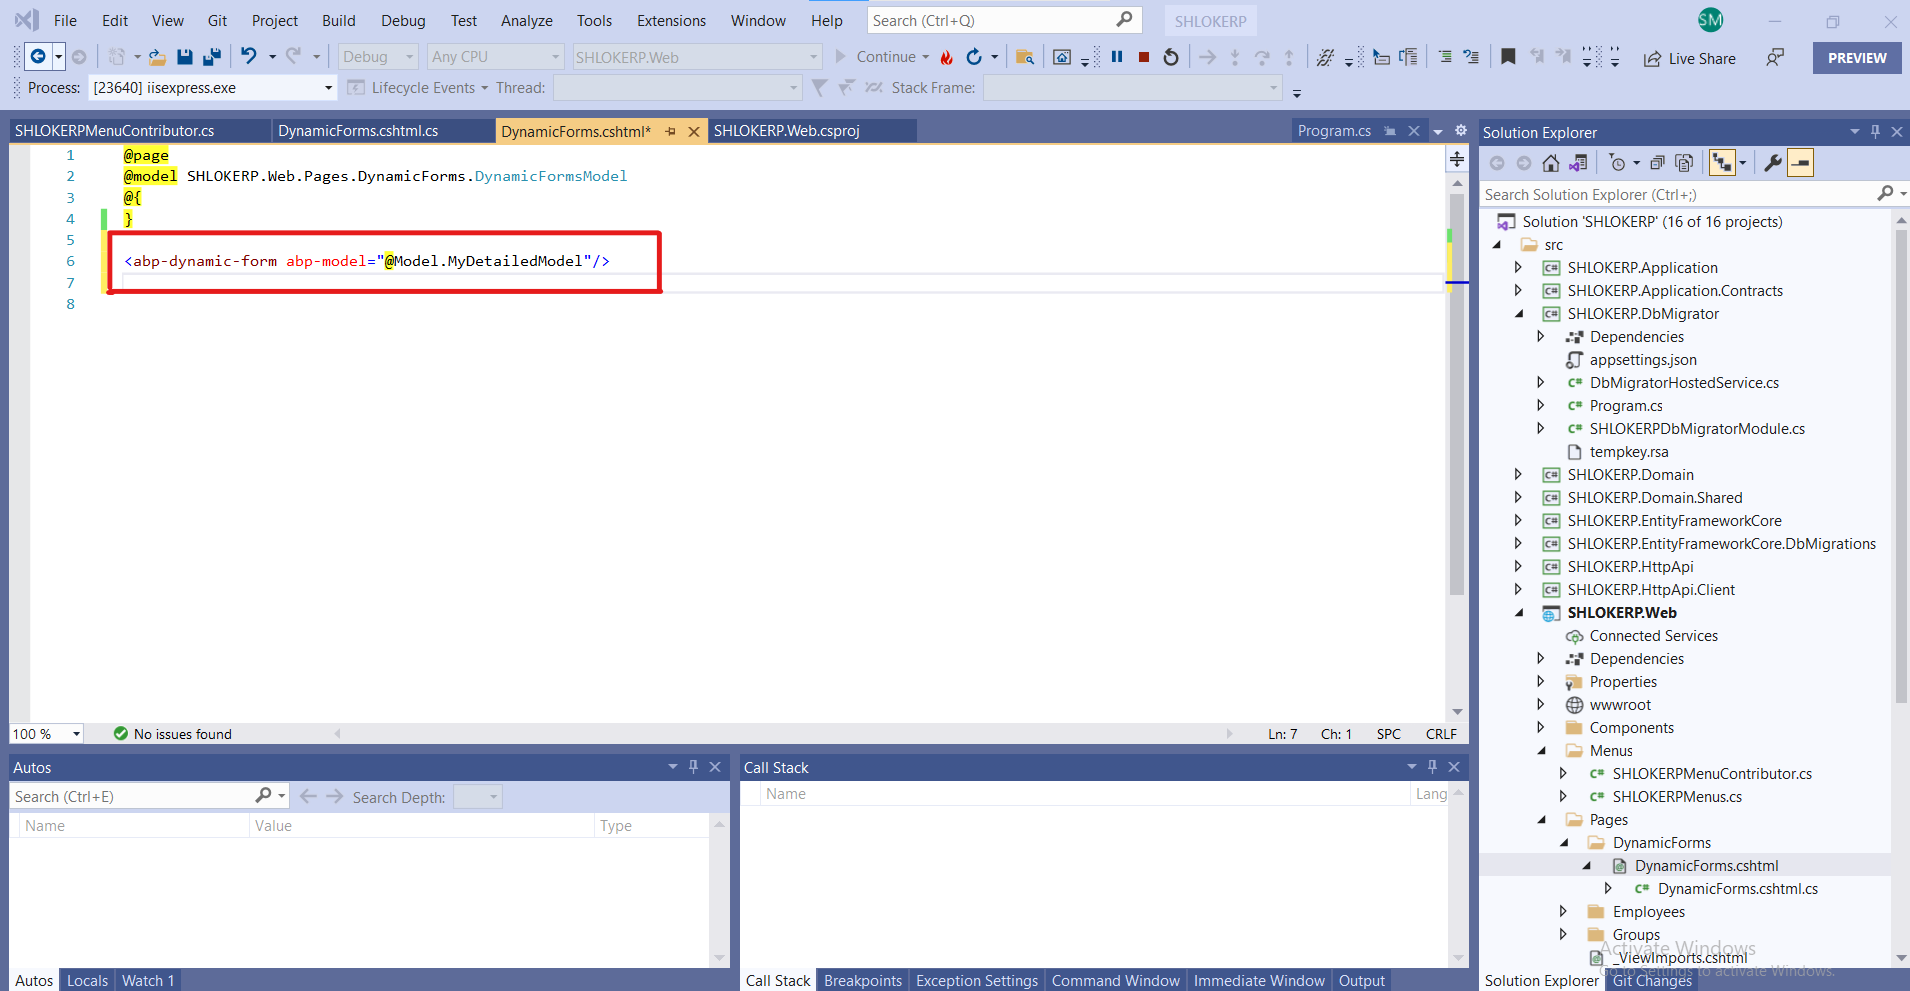 File Edit View Git Project Build Debug Test Analyze Tools Extensions Window Help Search (Ctrl+Q) SHLOKERP SM
Debug Any CPU SHLOKERP.Web Continue Live Share PREVIEW
Process: [23640] iisexpress.exe Lifecycle Events Thread: Stack Frame:
SHLOKERPMenuContributor.cs DynamicForms.cshtml.cs DynamicForms.cshtml* SHLOKERP.Web.csproj Program.cs
1 @page
2 @model SHLOKERP.Web.Pages.DynamicForms.DynamicFormsModel
3 @{
4 }
5
6 <abp-dynamic-form abp-model="@Model.MyDetailedModel"/>
7
8
100 % No issues found Ln: 7 Ch: 1 SPC CRLF
Autos
Search (Ctrl+E) Search Depth:
Name Value Type
Autos Locals Watch 1
Call Stack
Name Lang
Call Stack Breakpoints Exception Settings Command Window Immediate Window Output
Solution Explorer
Search Solution Explorer (Ctrl+;)
Solution 'SHLOKERP' (16 of 16 projects)
src
C# SHLOKERP.Application
C# SHLOKERP.Application.Contracts
C# SHLOKERP.DbMigrator
Dependencies
appsettings.json
C# DbMigratorHostedService.cs
C# Program.cs
C# SHLOKERPDbMigratorModule.cs
tempkey.rsa
C# SHLOKERP.Domain
C# SHLOKERP.Domain.Shared
C# SHLOKERP.EntityFrameworkCore
C# SHLOKERP.EntityFrameworkCore.DbMigrations
C# SHLOKERP.HttpApi
C# SHLOKERP.HttpApi.Client
SHLOKERP.Web
Connected Services
Dependencies
Properties
wwwroot
Components
Menus
C# SHLOKERPMenuContributor.cs
C# SHLOKERPMenus.cs
Pages
DynamicForms
DynamicForms.cshtml
C# DynamicForms.cshtml.cs
Employees
Groups
_ViewImports.cshtml
Activate Windows
Go to Settings to activate Windows.
Solution Explorer Git Changes